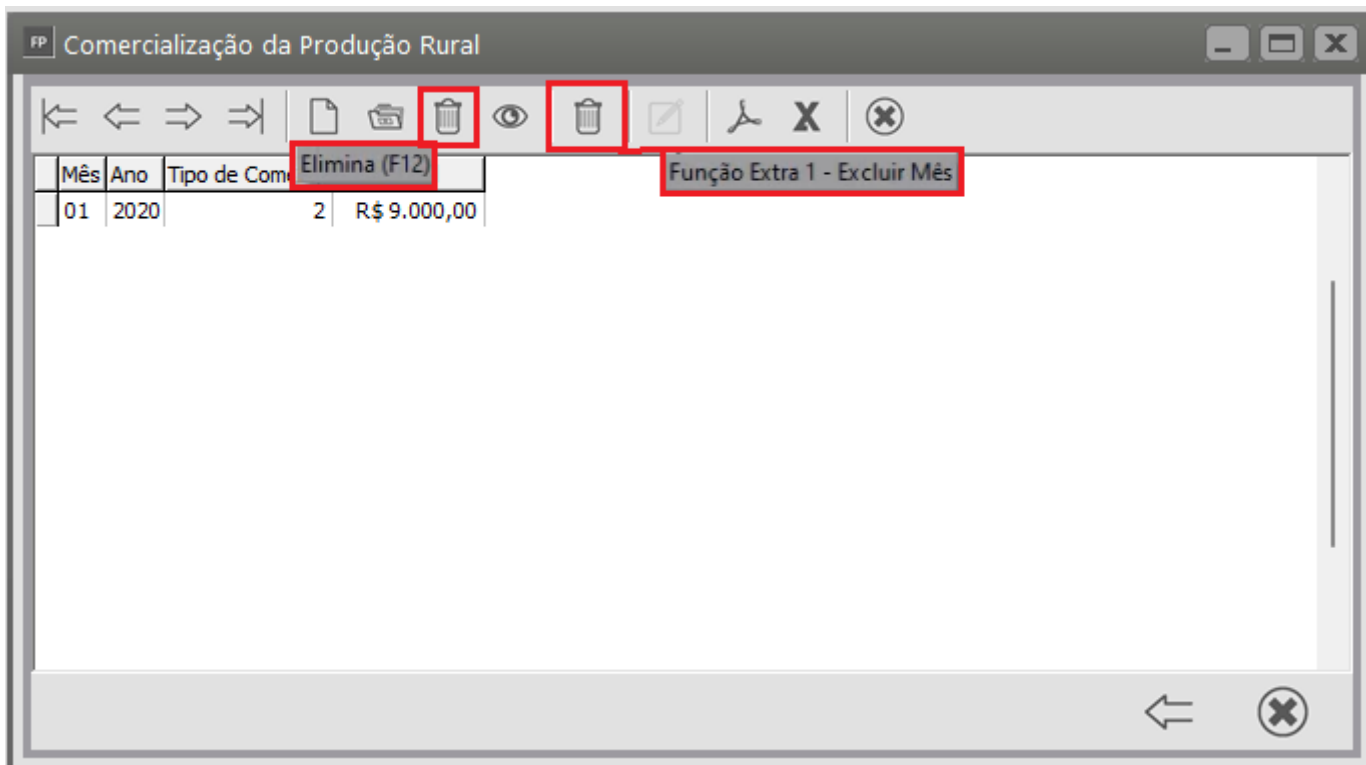 FP Comercialização da Produção Rural
X
Elimina (F12)
Função Extra 1 - Excluir Mês
Mês Ano Tipo de Com
01 2020 2 R$ 9.000,00